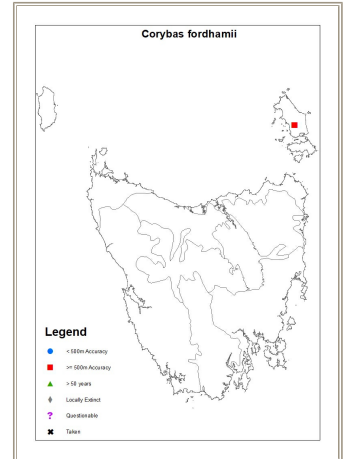 Corybas fordhamii
Legend
< 500m Accuracy
>= 500m Accuracy
> 50 years
Locally Extinct
? Questionable
Taken